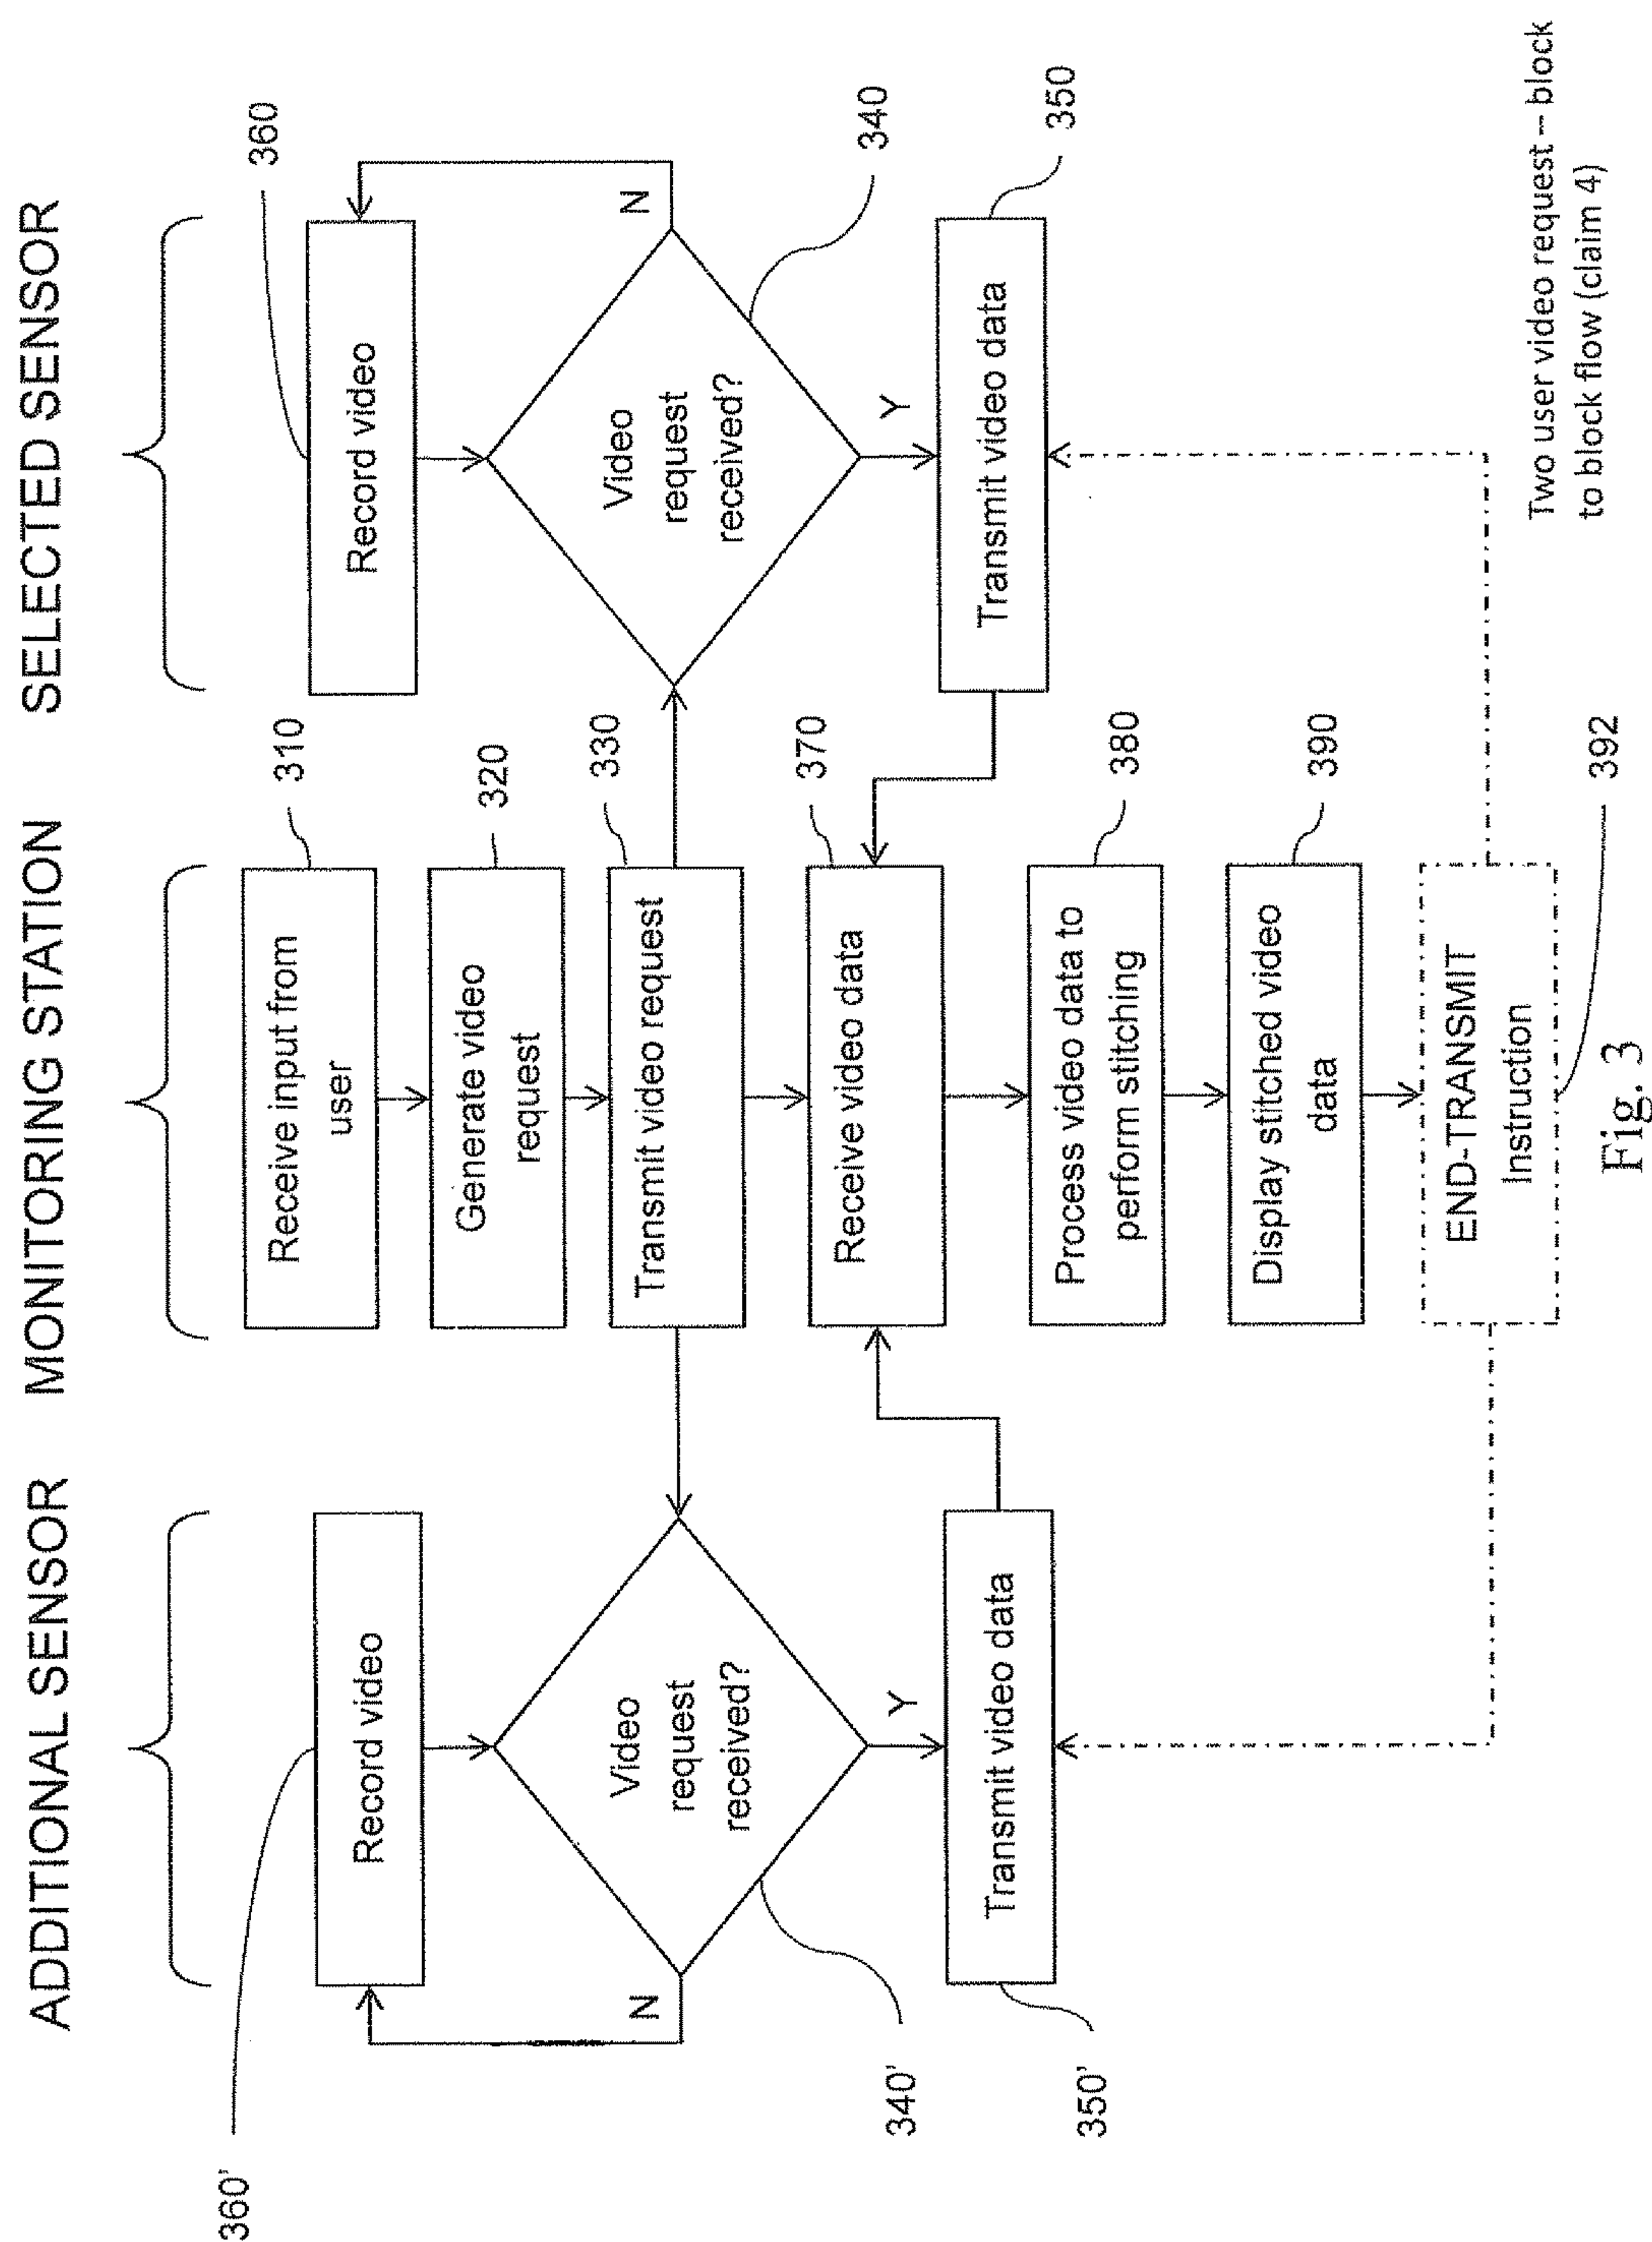 ADDITIONAL SENSOR
MONITORING STATION
SELECTED SENSOR
360'
Record video
Video
request
received?
N
Y
340'
Transmit video data
350'
Receive input from
user
310
Generate video
request
320
Transmit video request
330
Receive video data
370
Process video data to
perform stitching
380
Display stitched video
data
390
END-TRANSMIT
Instruction
392
360
Record video
Video
request
received?
N
Y
340
Transmit video data
350
Two user video request – block
to block flow (claim 4)
Fig. 3